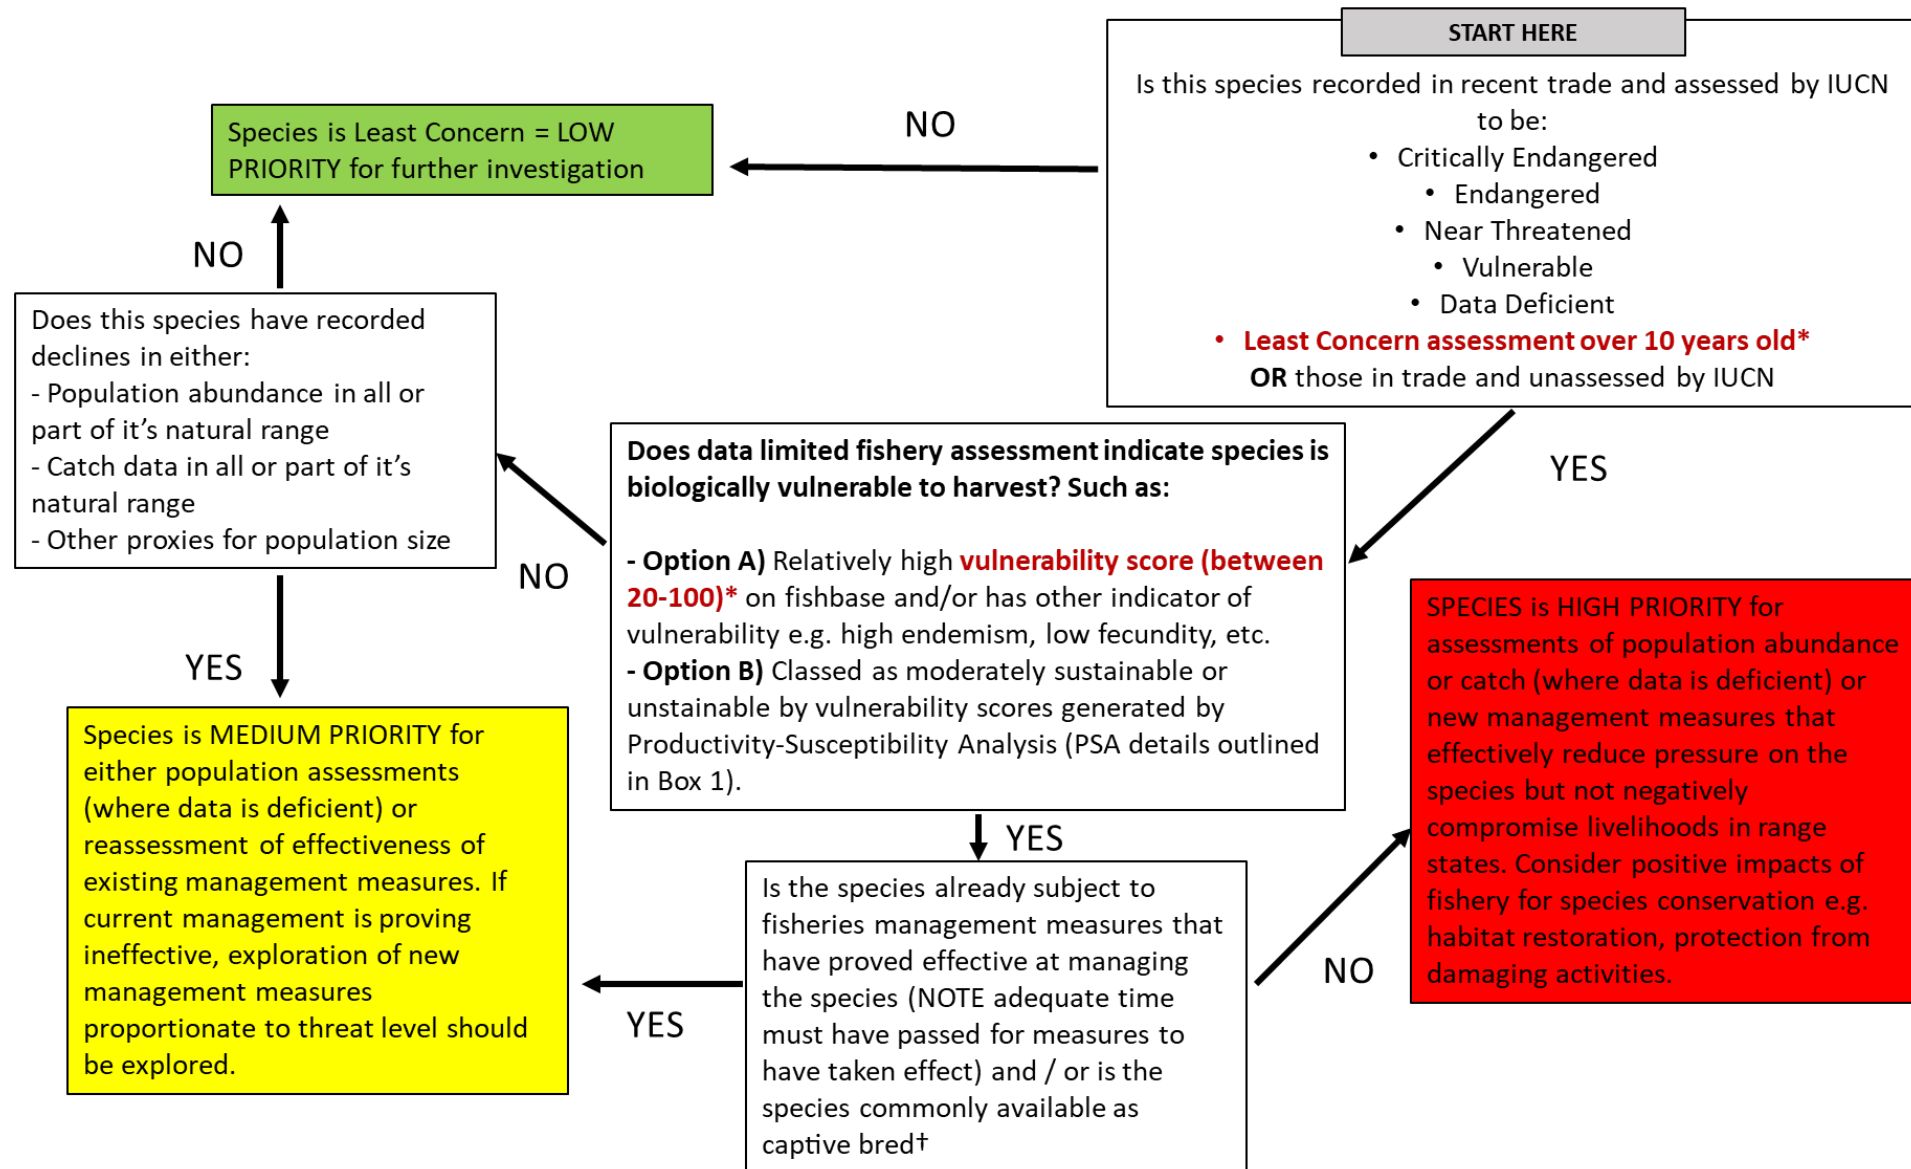 START HERE
Is this species recorded in recent trade and assessed by IUCN
to be:
• Critically Endangered
• Endangered
• Near Threatened
• Vulnerable
• Data Deficient
• Least Concern assessment over 10 years old*
OR those in trade and unassessed by IUCN
NO
Species is Least Concern = LOW
PRIORITY for further investigation
NO
Does this species have recorded
declines in either:
- Population abundance in all or
part of it’s natural range
- Catch data in all or part of it’s
natural range
- Other proxies for population size
YES
Does data limited fishery assessment indicate species is
biologically vulnerable to harvest? Such as:
- Option A) Relatively high vulnerability score (between
20-100)* on fishbase and/or has other indicator of
vulnerability e.g. high endemism, low fecundity, etc.
- Option B) Classed as moderately sustainable or
unstainable by vulnerability scores generated by
Productivity-Susceptibility Analysis (PSA details outlined
in Box 1).
NO
YES
Species is MEDIUM PRIORITY for
either population assessments
(where data is deficient) or
reassessment of effectiveness of
existing management measures. If
current management is proving
ineffective, exploration of new
management measures
proportionate to threat level should
be explored.
YES
Is the species already subject to
fisheries management measures that
have proved effective at managing
the species (NOTE adequate time
must have passed for measures to
have taken effect) and / or is the
species commonly available as
captive bred†
YES
NO
SPECIES is HIGH PRIORITY for
assessments of population abundance
or catch (where data is deficient) or
new management measures that
effectively reduce pressure on the
species but not negatively
compromise livelihoods in range
states. Consider positive impacts of
fishery for species conservation e.g.
habitat restoration, protection from
damaging activities.